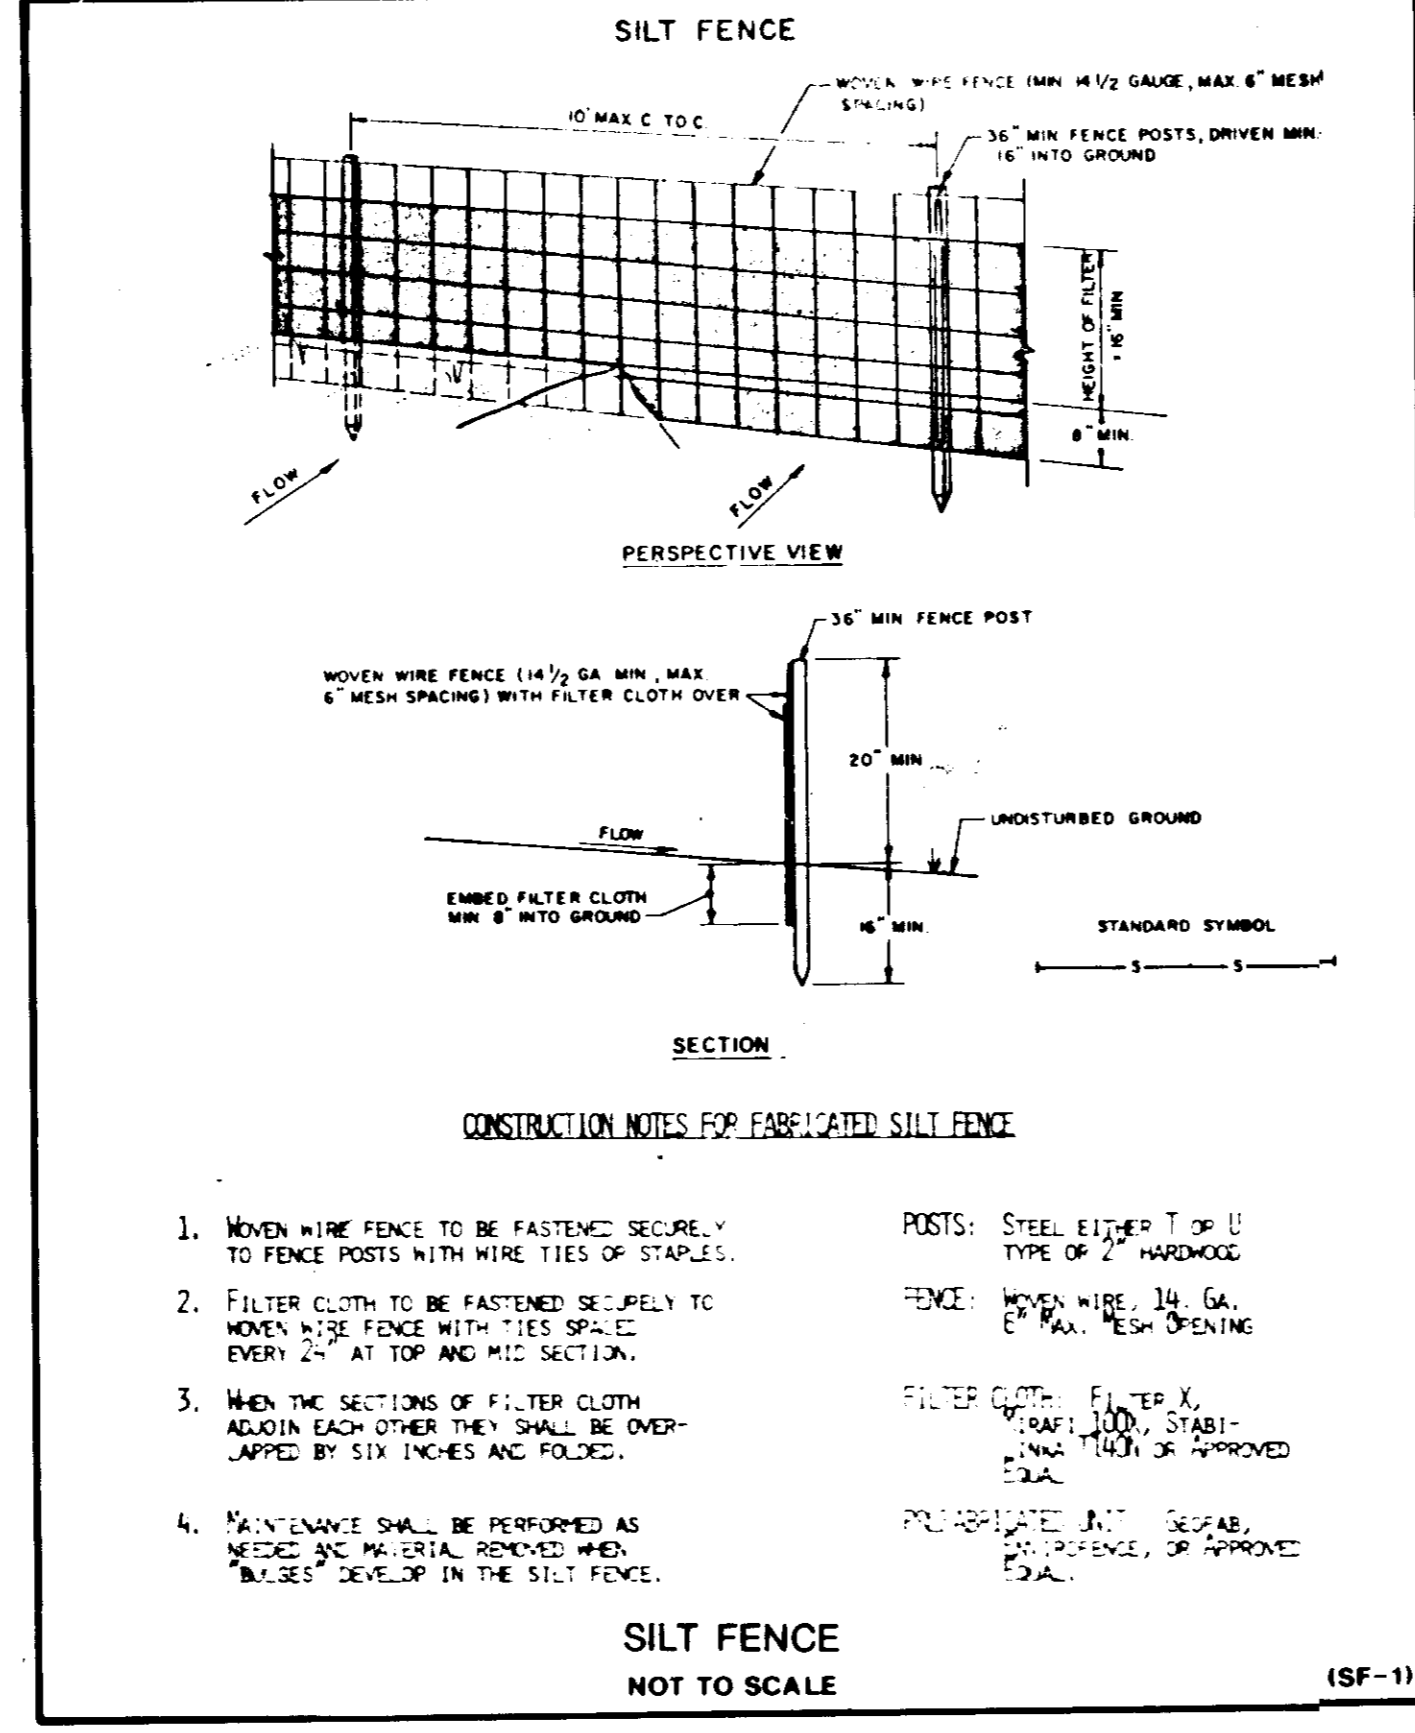 SILT FENCE
WOVEN WIRE FENCE (MIN 14 1/2 GAUGE, MAX. 6" MESH
SPACING)
10' MAX C TO C
36" MIN FENCE POSTS, DRIVEN MIN.
16" INTO GROUND
HEIGHT OF FILTER
16" MIN
8" MIN.
FLOW
FLOW
PERSPECTIVE VIEW
36" MIN FENCE POST
WOVEN WIRE FENCE (14 1/2 GA MIN, MAX.
6" MESH SPACING) WITH FILTER CLOTH OVER
20" MIN
UNDISTURBED GROUND
FLOW
EMBED FILTER CLOTH
MIN 8" INTO GROUND
16" MIN.
STANDARD SYMBOL
S S
SECTION
CONSTRUCTION NOTES FOR FABRICATED SILT FENCE
1. WOVEN WIRE FENCE TO BE FASTENED SECURELY
TO FENCE POSTS WITH WIRE TIES OR STAPLES.
2. FILTER CLOTH TO BE FASTENED SECURELY TO
WOVEN WIRE FENCE WITH TIES SPACED
EVERY 24" AT TOP AND MID SECTION.
3. WHEN TWO SECTIONS OF FILTER CLOTH
ADJOIN EACH OTHER THEY SHALL BE OVER-
LAPPED BY SIX INCHES AND FOLDED.
4. MAINTENANCE SHALL BE PERFORMED AS
NEEDED AND MATERIAL REMOVED WHEN
"BULGES" DEVELOP IN THE SILT FENCE.
POSTS: STEEL EITHER T OR U
TYPE OR 2" HARDWOOD
FENCE: WOVEN WIRE, 14. GA.
6" MAX. MESH OPENING
FILTER CLOTH: FILTER X,
MIRAFI 100X, STABI-
LINKA T140N OR APPROVED
EQUAL
PREFABRICATED UNIT GEOFAB,
ENVIROFENCE, OR APPROVED
EQUAL.
SILT FENCE
NOT TO SCALE
(SF-1)